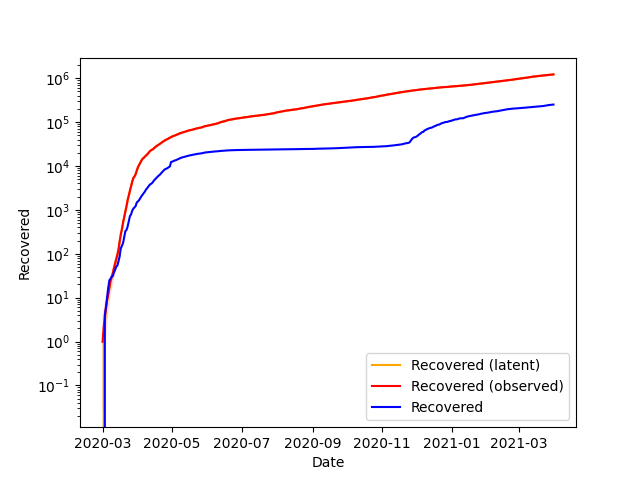 10⁶
10⁵
10⁴
10³
10²
10¹
10⁰
10⁻¹
Recovered
Recovered (latent)
Recovered (observed)
Recovered
2020-03 2020-05 2020-07 2020-09 2020-11 2021-01 2021-03
Date